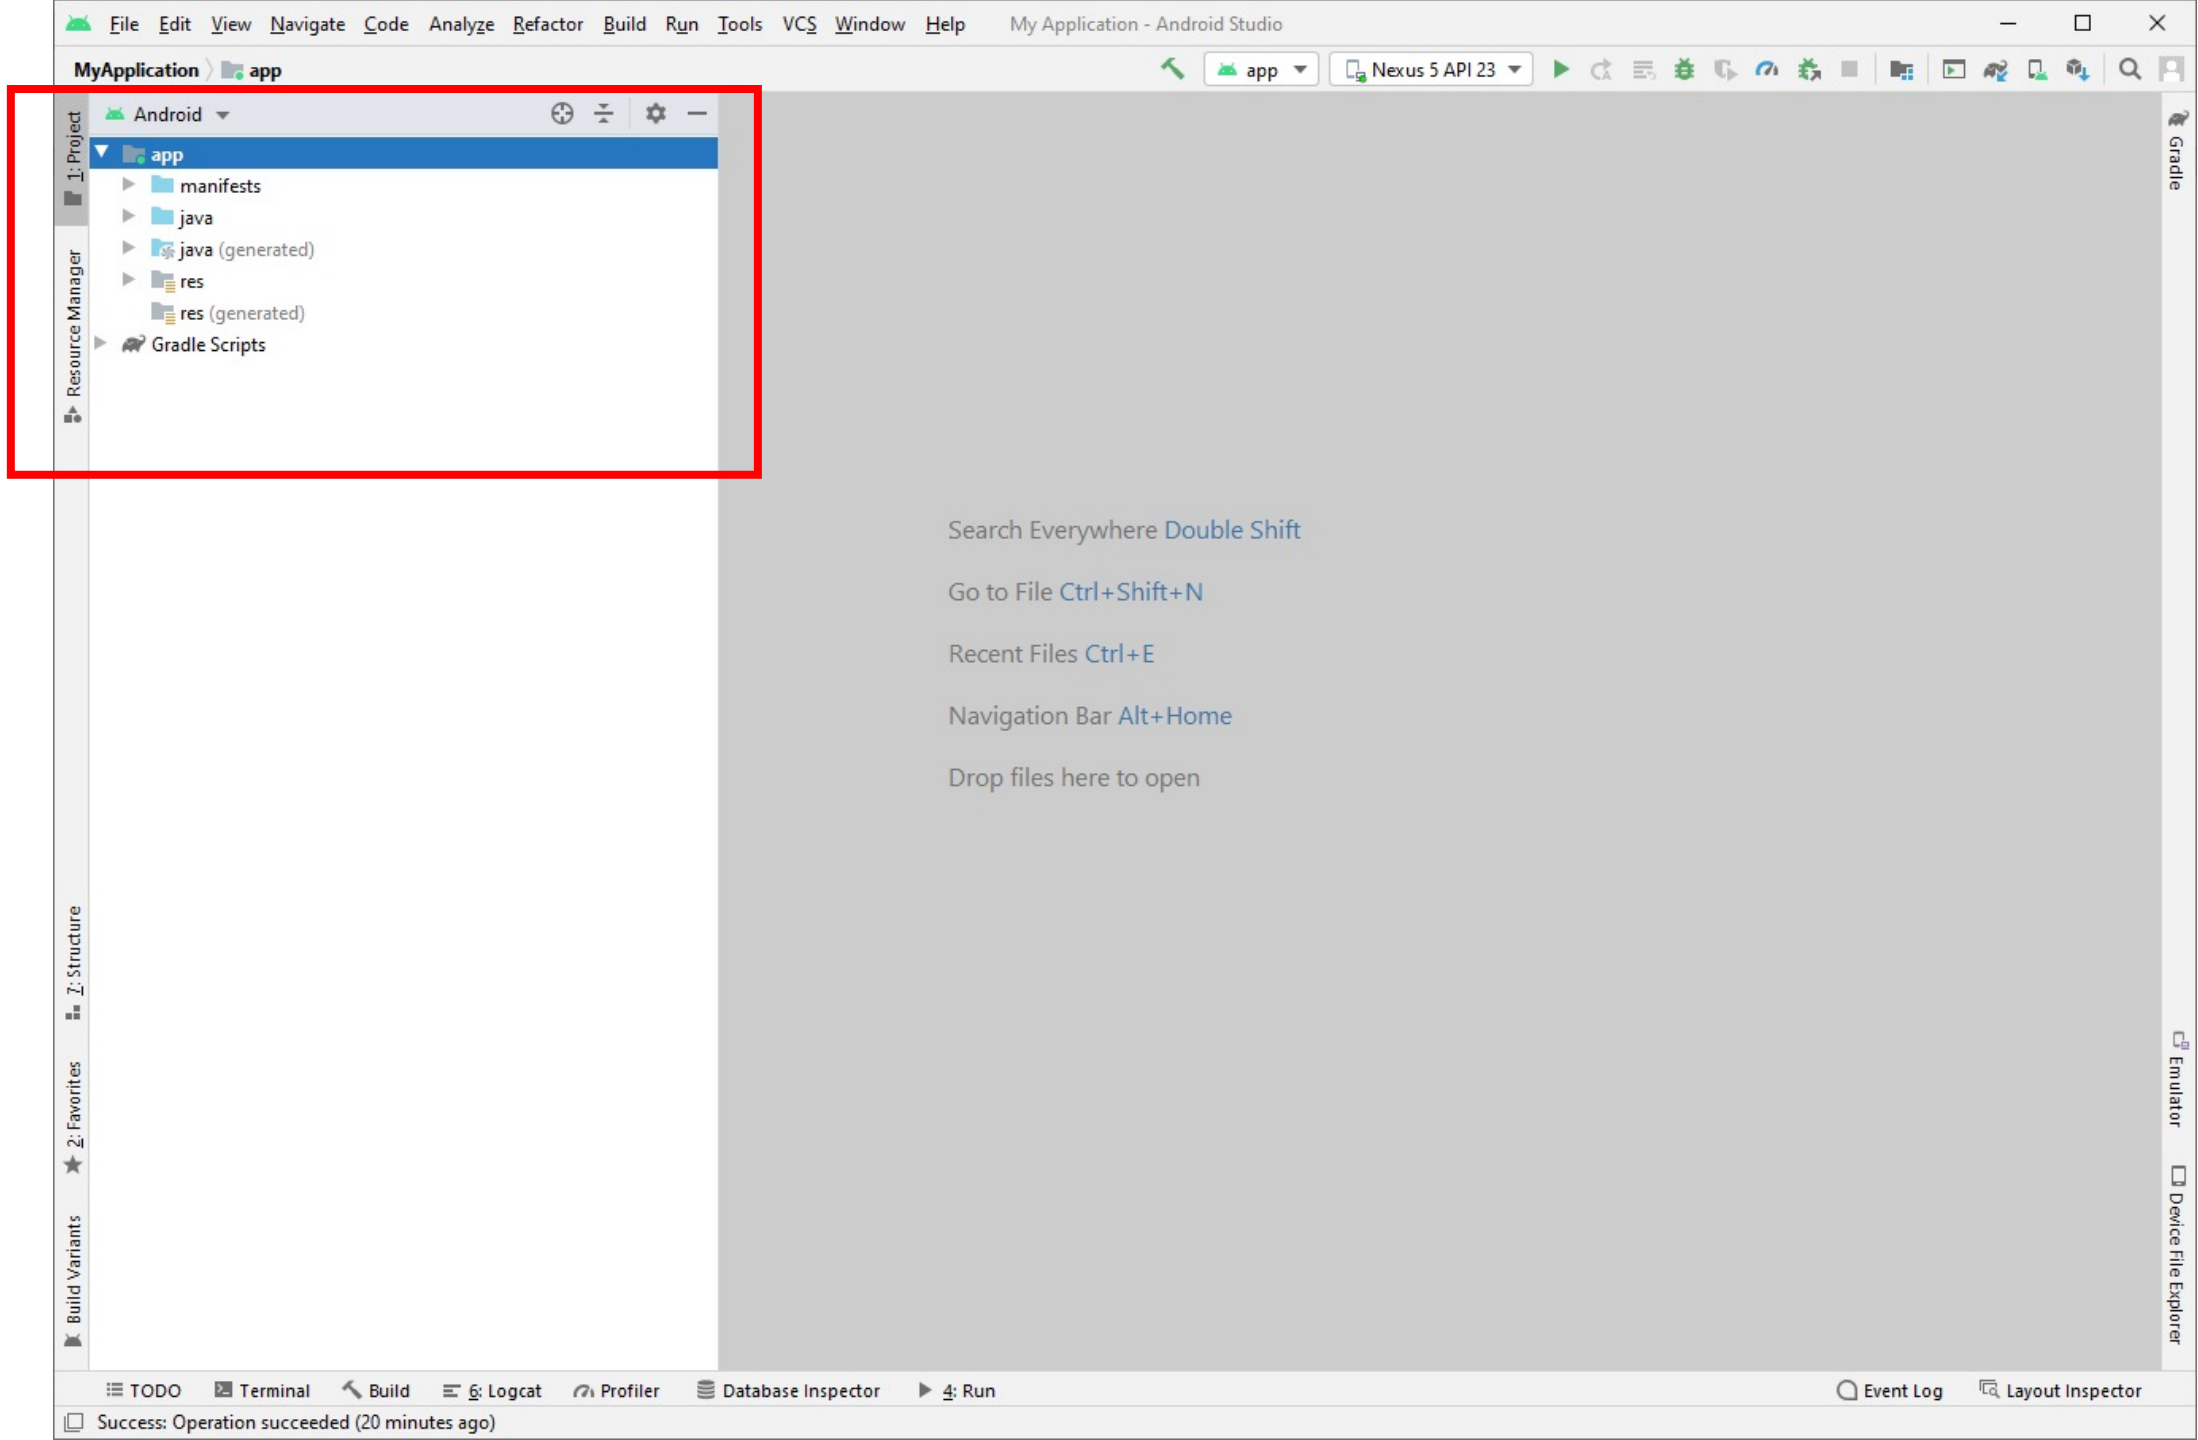 File Edit View Navigate Code Analyze Refactor Build Run Tools VCS Window Help My Application - Android Studio
MyApplication app
app Nexus 5 API 23
1: Project
Resource Manager
Android
app
manifests
java
java (generated)
res
res (generated)
Gradle Scripts
Search Everywhere Double Shift
Go to File Ctrl+Shift+N
Recent Files Ctrl+E
Navigation Bar Alt+Home
Drop files here to open
7: Structure
2: Favorites
Build Variants
Gradle
Emulator
Device File Explorer
TODO Terminal Build 6: Logcat Profiler Database Inspector 4: Run Event Log Layout Inspector
Success: Operation succeeded (20 minutes ago)